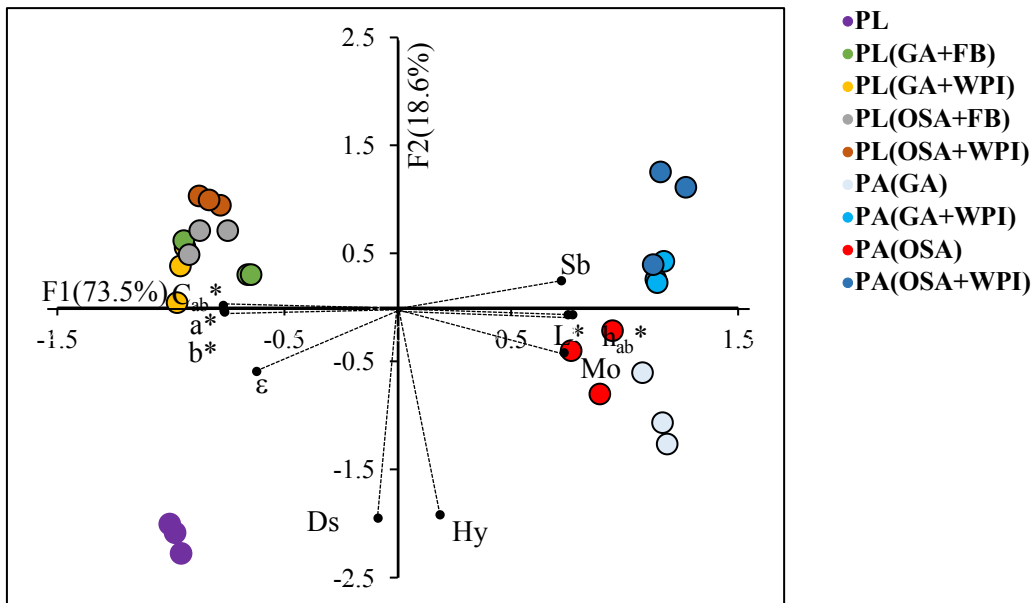 2.5
1.5
0.5
-0.5
-1.5
-2.5
F2(18.6%)
F1(73.5%)
-1.5
-0.5
0.5
1.5
C_ab*
a*
b*
ε
Ds
Hy
Sb
L*
h_ab*
Mo
PL
PL(GA+FB)
PL(GA+WPI)
PL(OSA+FB)
PL(OSA+WPI)
PA(GA)
PA(GA+WPI)
PA(OSA)
PA(OSA+WPI)